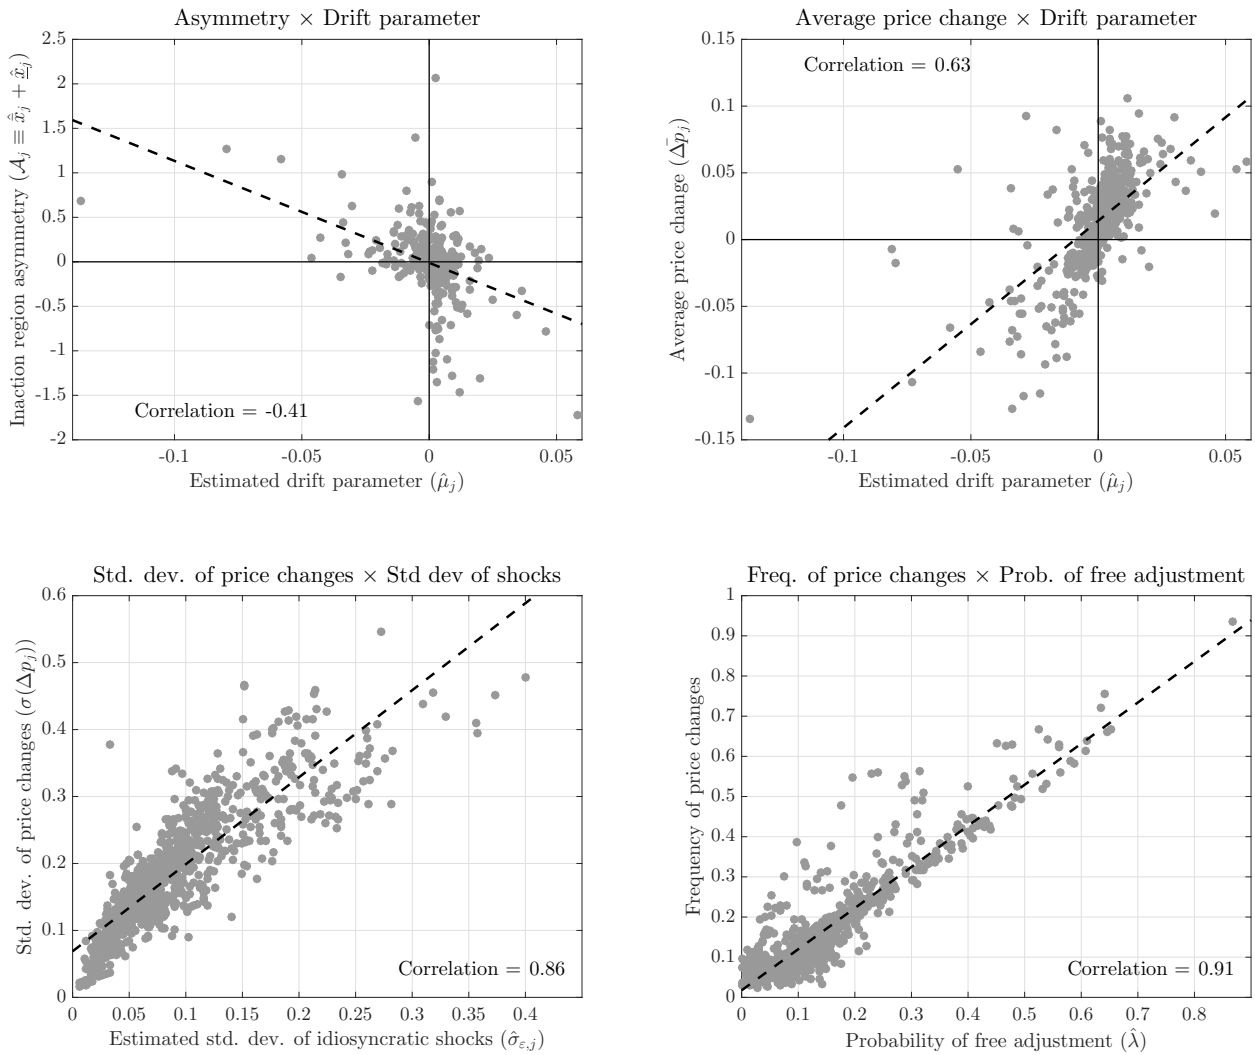 Asymmetry × Drift parameter
Inaction region asymmetry (𝒜ⱼ ≡ x̄̂ⱼ + x̲̂ⱼ)
2.5
2
1.5
1
0.5
0
-0.5
-1
-1.5
-2
Correlation = -0.41
-0.1 -0.05 0 0.05
Estimated drift parameter (μ̂ⱼ)
Average price change × Drift parameter
Average price change (Δ̄pⱼ)
0.15
0.1
0.05
0
-0.05
-0.1
-0.15
Correlation = 0.63
-0.1 -0.05 0 0.05
Estimated drift parameter (μ̂ⱼ)
Std. dev. of price changes × Std dev of shocks
Std. dev. of price changes (σ(Δpⱼ))
0.6
0.5
0.4
0.3
0.2
0.1
0
Correlation = 0.86
0 0.05 0.1 0.15 0.2 0.25 0.3 0.35 0.4
Estimated std. dev. of idiosyncratic shocks (σ̂ε,j)
Freq. of price changes × Prob. of free adjustment
Frequency of price changes
1
0.9
0.8
0.7
0.6
0.5
0.4
0.3
0.2
0.1
0
Correlation = 0.91
0 0.1 0.2 0.3 0.4 0.5 0.6 0.7 0.8
Probability of free adjustment (λ̂)